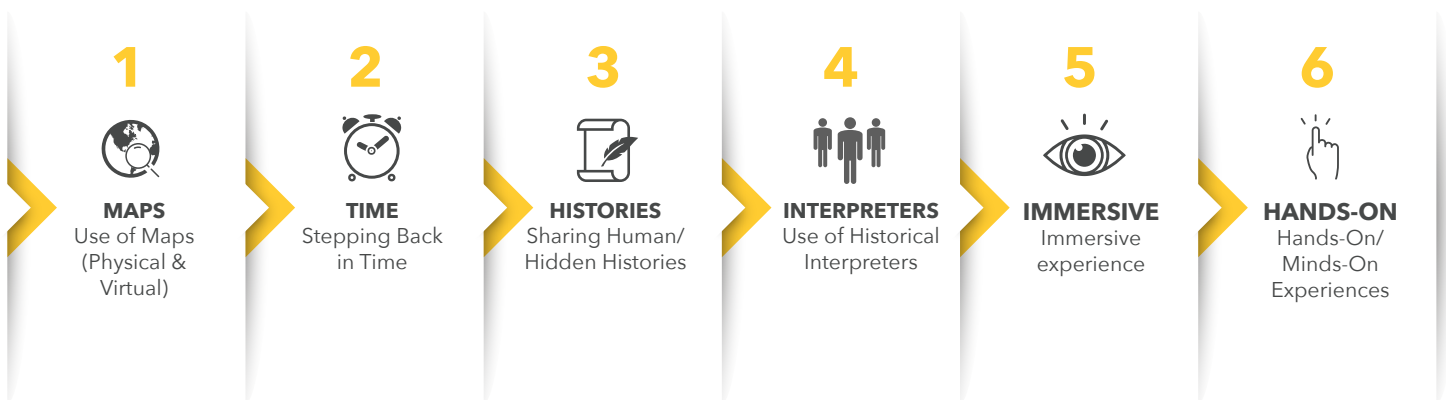 1
MAPS
Use of Maps
(Physical &
Virtual)
2
TIME
Stepping Back
in Time
3
HISTORIES
Sharing Human/
Hidden Histories
4
INTERPRETERS
Use of Historical
Interpreters
5
IMMERSIVE
Immersive
experience
6
HANDS-ON
Hands-On/
Minds-On
Experiences